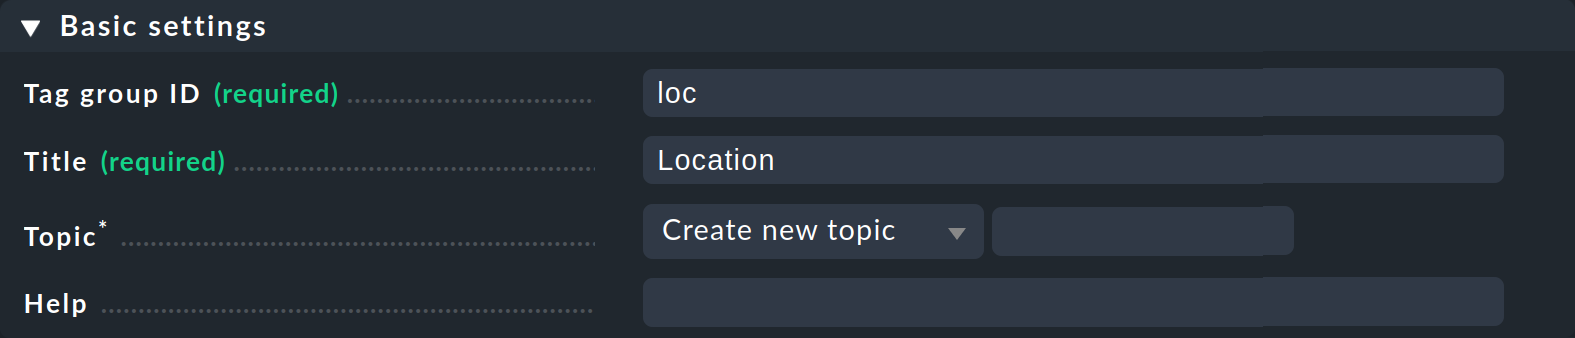 Basic settings
Tag group ID (required) loc
Title (required) Location
Topic* Create new topic
Help